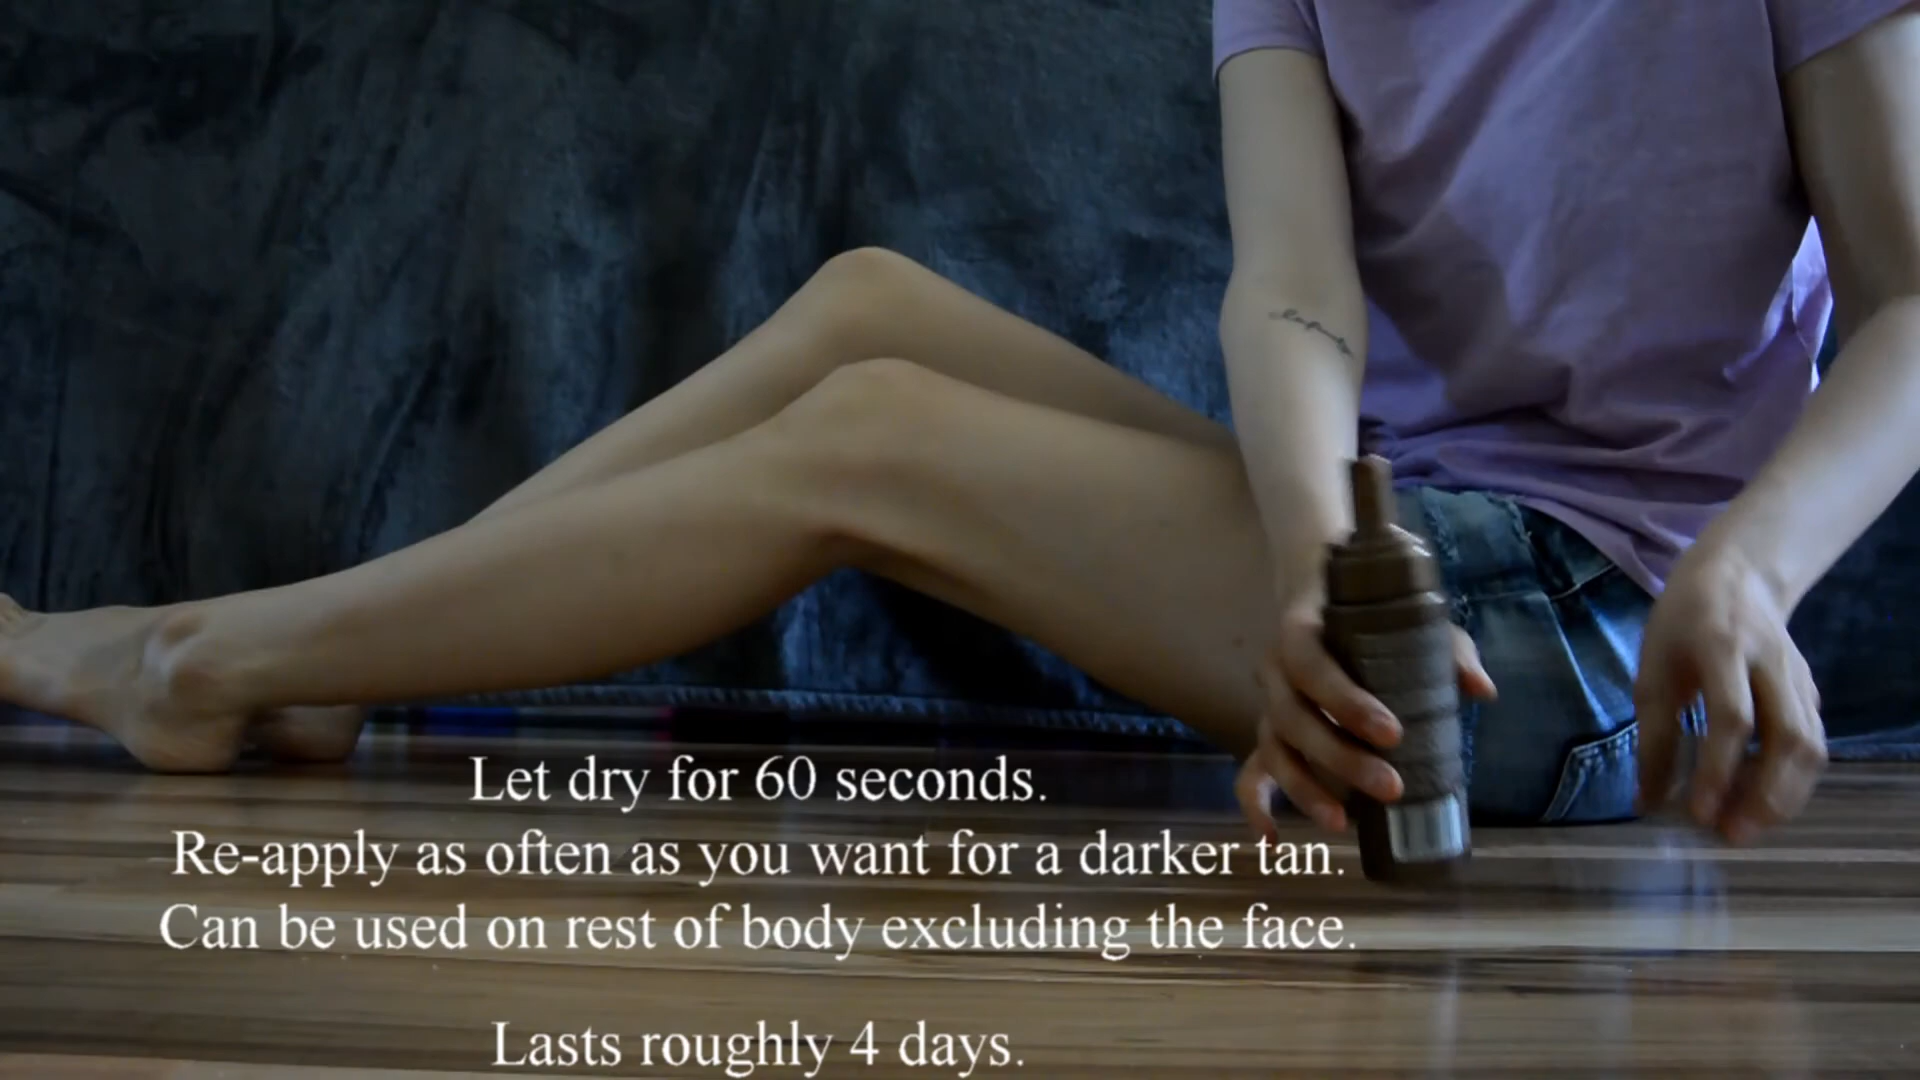 Let dry for 60 seconds.
Re-apply as often as you want for a darker tan.
Can be used on rest of body excluding the face.
Lasts roughly 4 days.